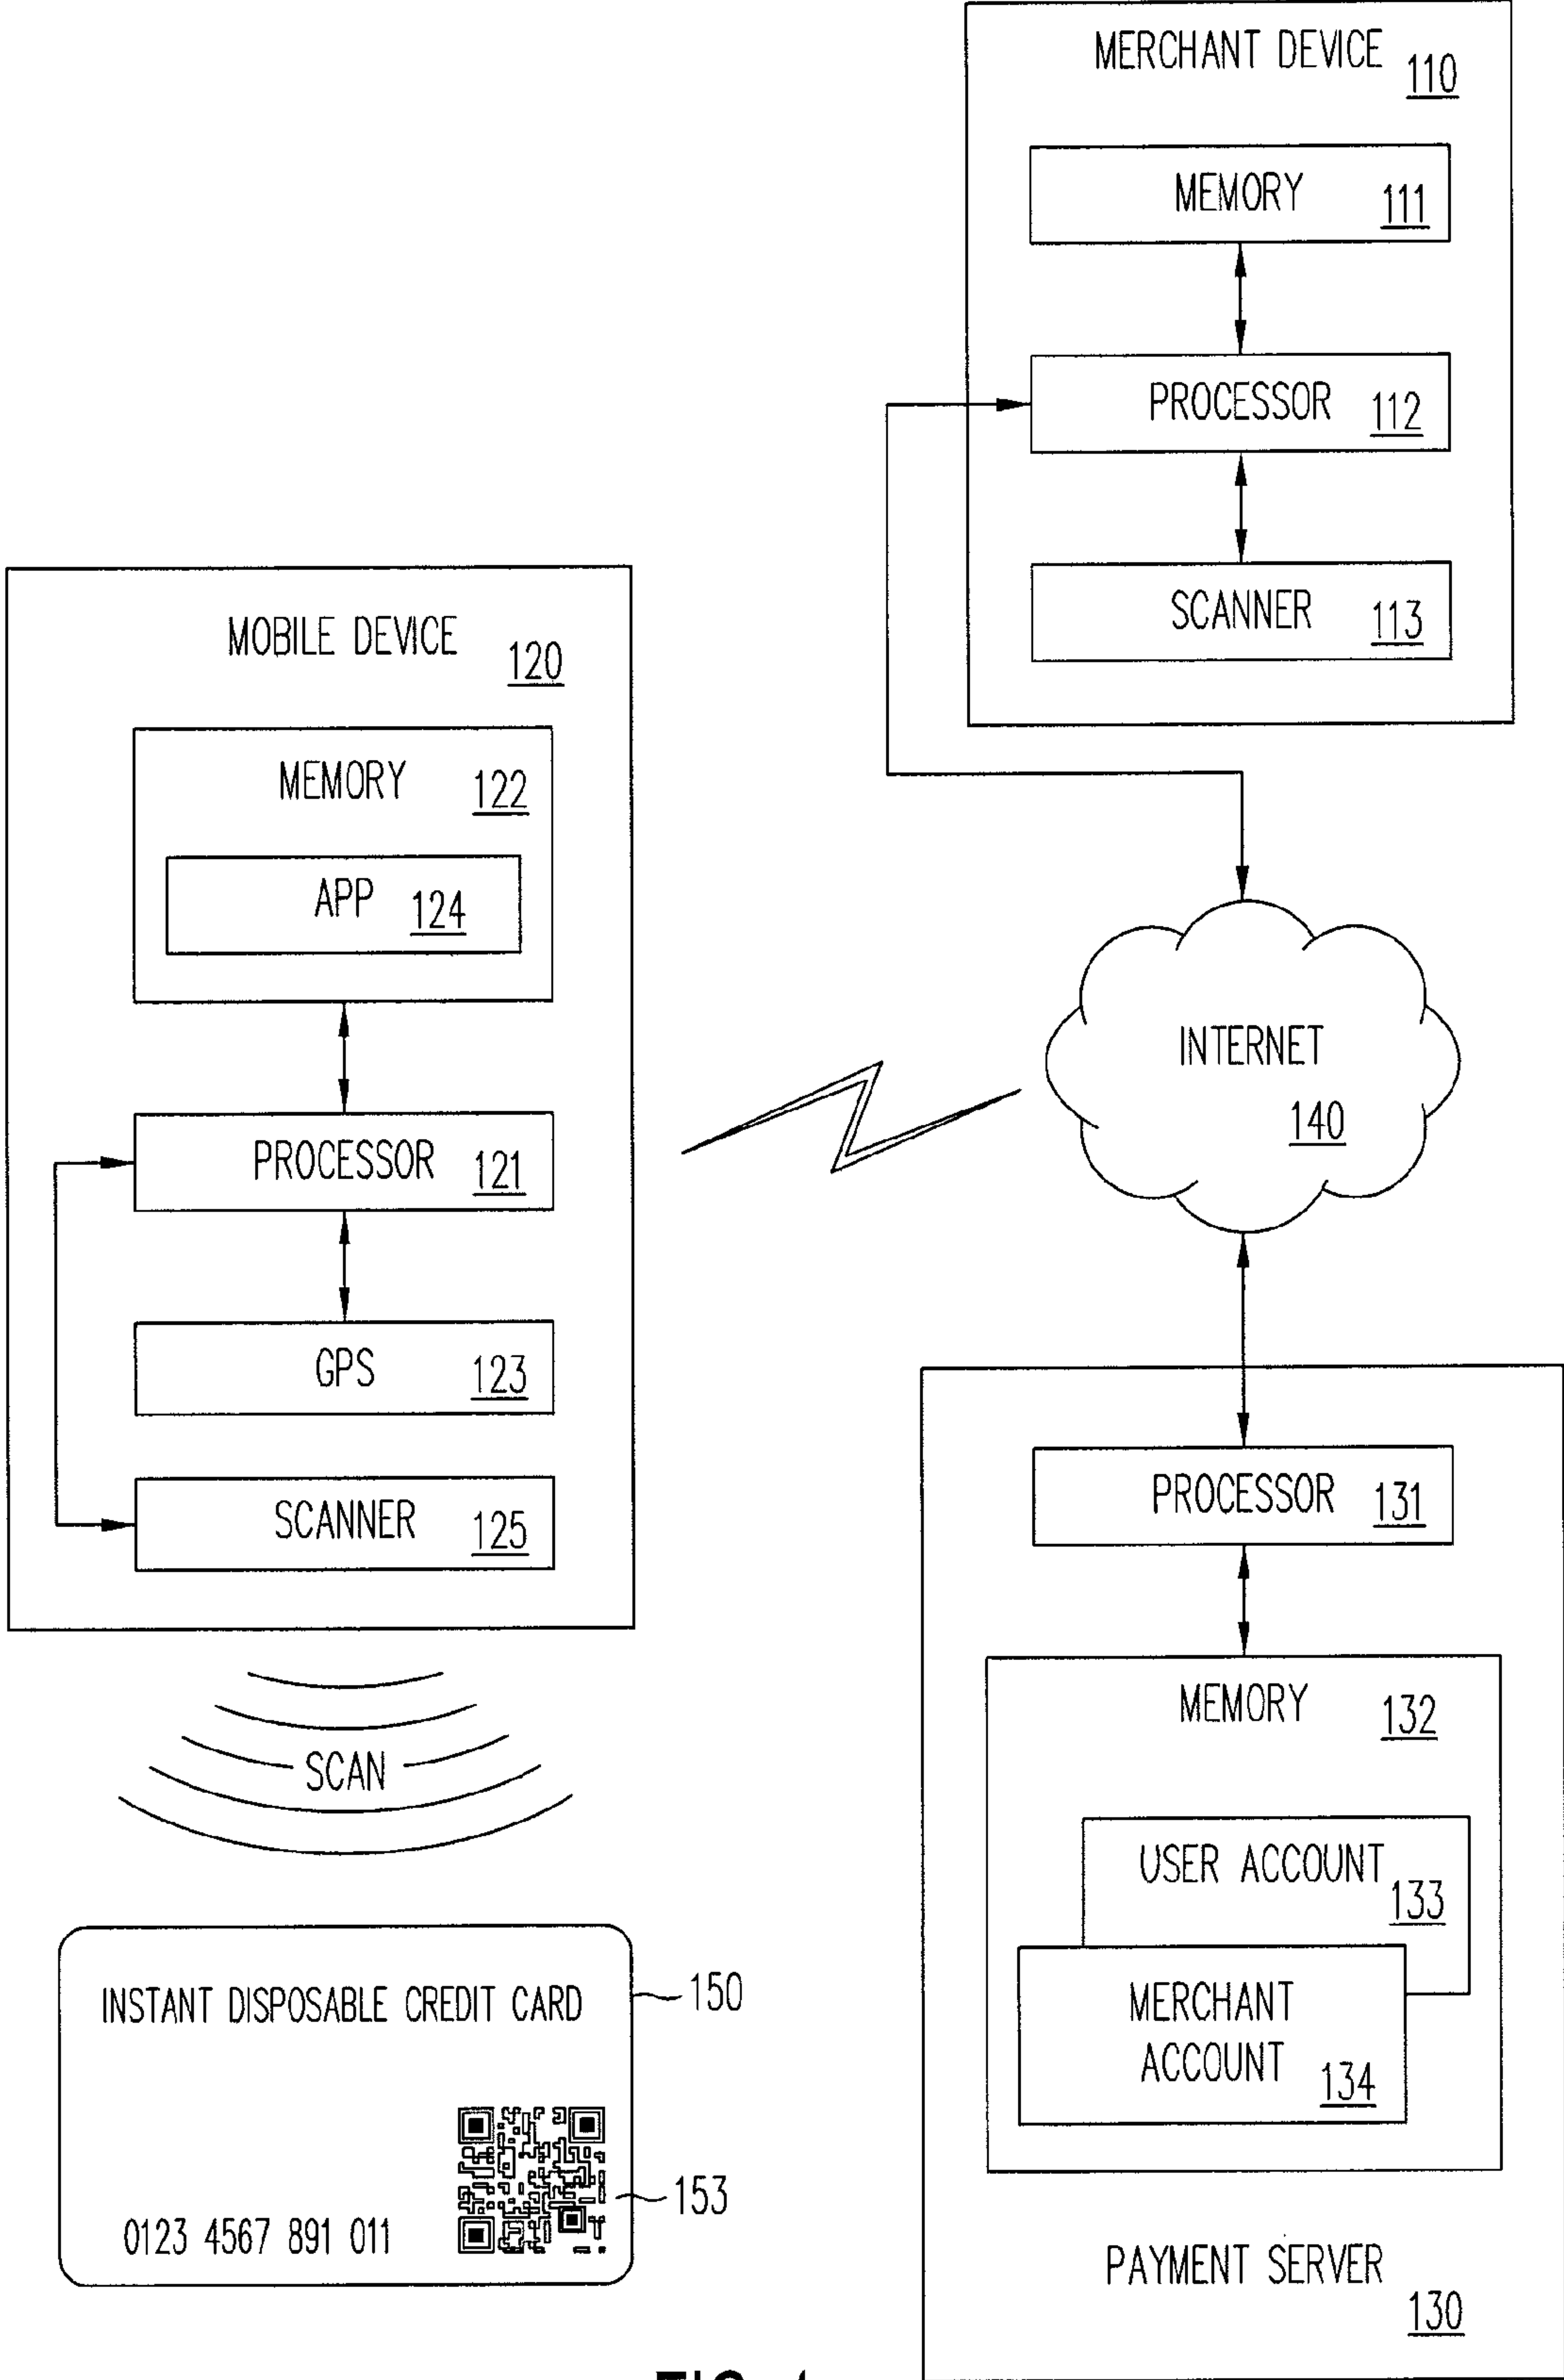 MERCHANT DEVICE 110
MEMORY 111
PROCESSOR 112
SCANNER 113
MOBILE DEVICE 120
MEMORY 122
APP 124
PROCESSOR 121
GPS 123
SCANNER 125
INTERNET 140
PROCESSOR 131
MEMORY 132
USER ACCOUNT 133
MERCHANT
ACCOUNT 134
PAYMENT SERVER 130
SCAN
INSTANT DISPOSABLE CREDIT CARD
150
153
0123 4567 891 011